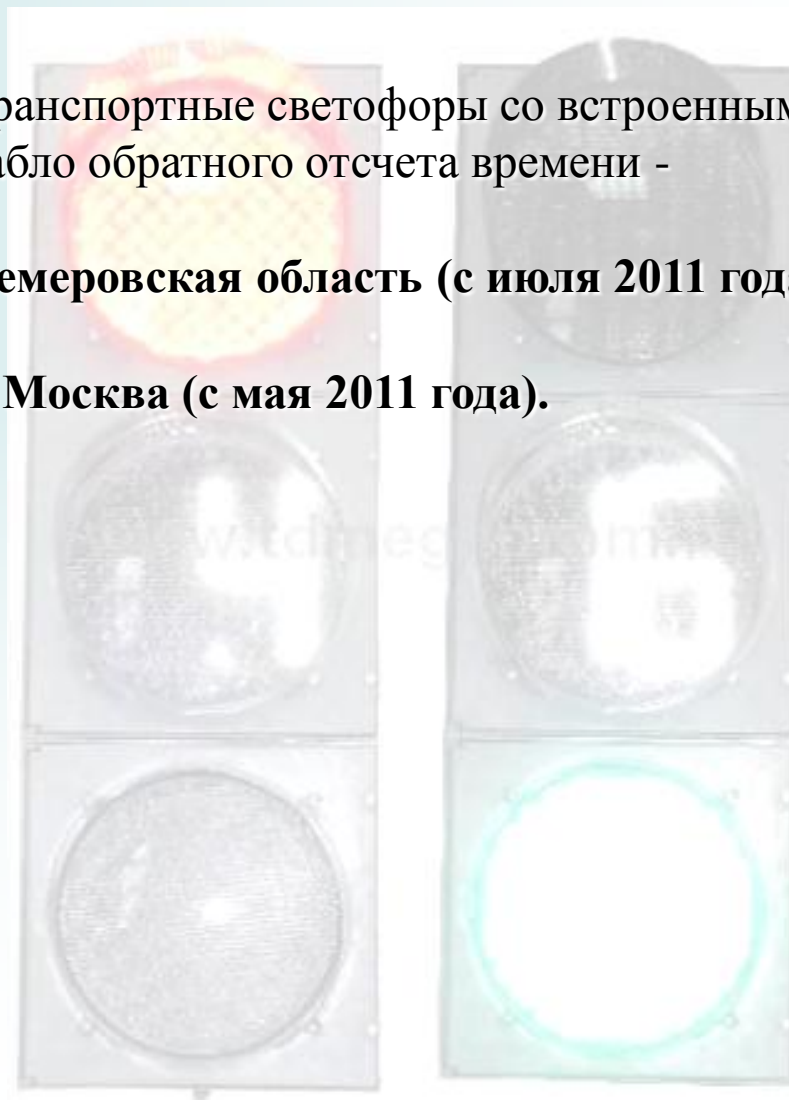 ранспортные светофоры со встроенным
абло обратного отсчета времени -
емеровская область (с июля 2011 год
Москва (с мая 2011 года).